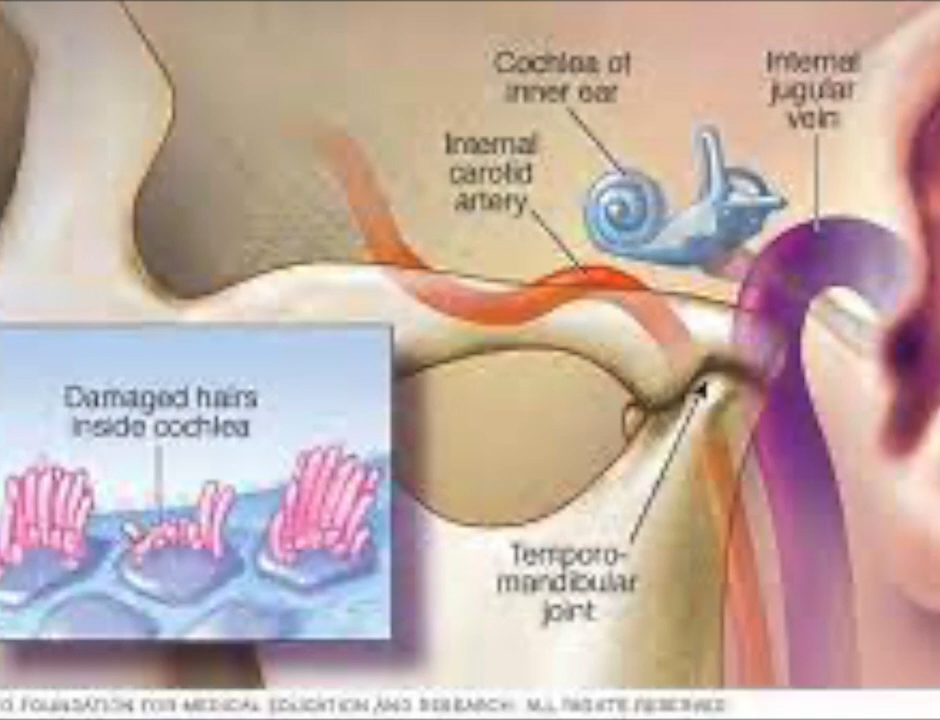 Cochlea of
inner ear
Internal
jugular
vein
Internal
carotid
artery
Damaged hairs
inside cochlea
Temporo-
mandibular
joint
FOUNDATION FOR MEDICAL EDUCATION AND RESEARCH. ALL RIGHTS RESERVED.